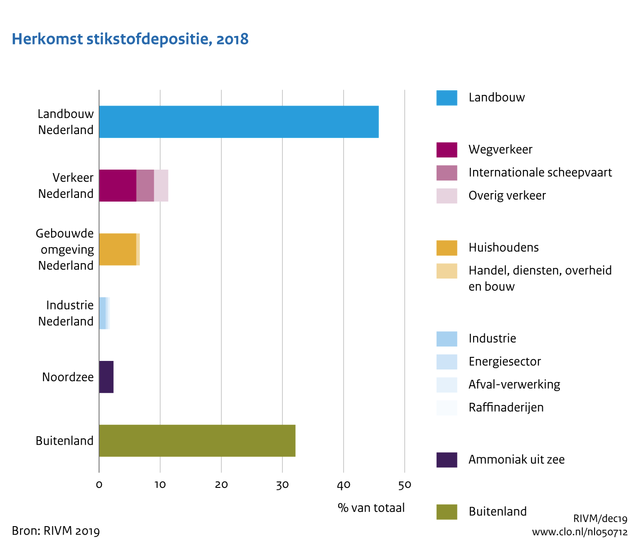 Herkomst stikstofdepositie, 2018
Landbouw
Nederland
Verkeer
Nederland
Gebouwde
omgeving
Nederland
Industrie
Nederland
Noordzee
Buitenland
0 10 20 30 40 50
% van totaal
Landbouw
Wegverkeer
Internationale scheepvaart
Overig verkeer
Huishoudens
Handel, diensten, overheid
en bouw
Industrie
Energiesector
Afval-verwerking
Raffinaderijen
Ammoniak uit zee
Buitenland
Bron: RIVM 2019
RIVM/dec19
www.clo.nl/nl050712